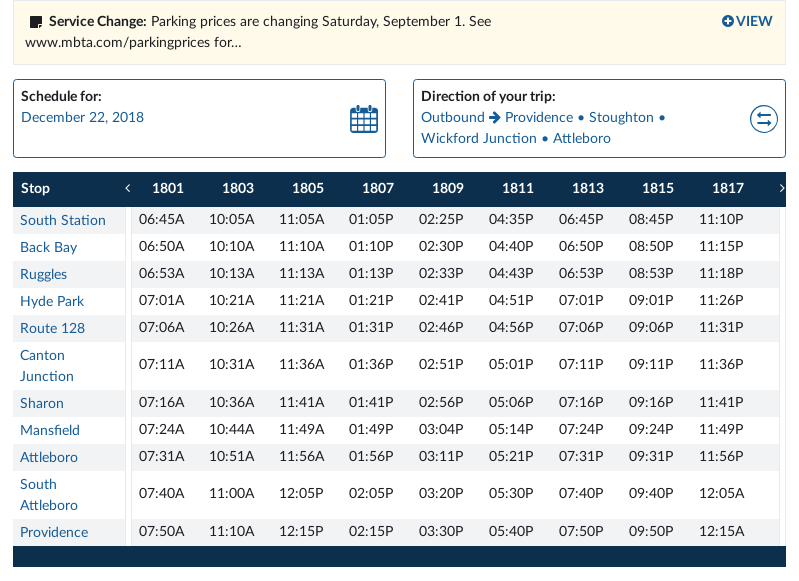 Service Change: Parking prices are changing Saturday, September 1. See
www.mbta.com/parkingprices for...
VIEW
Schedule for:
December 22, 2018
Direction of your trip:
Outbound → Providence • Stoughton •
Wickford Junction • Attleboro
Stop ‹ 1801 1803 1805 1807 1809 1811 1813 1815 1817 ›
South Station 06:45A 10:05A 11:05A 01:05P 02:25P 04:35P 06:45P 08:45P 11:10P
Back Bay 06:50A 10:10A 11:10A 01:10P 02:30P 04:40P 06:50P 08:50P 11:15P
Ruggles 06:53A 10:13A 11:13A 01:13P 02:33P 04:43P 06:53P 08:53P 11:18P
Hyde Park 07:01A 10:21A 11:21A 01:21P 02:41P 04:51P 07:01P 09:01P 11:26P
Route 128 07:06A 10:26A 11:31A 01:31P 02:46P 04:56P 07:06P 09:06P 11:31P
Canton
Junction 07:11A 10:31A 11:36A 01:36P 02:51P 05:01P 07:11P 09:11P 11:36P
Sharon 07:16A 10:36A 11:41A 01:41P 02:56P 05:06P 07:16P 09:16P 11:41P
Mansfield 07:24A 10:44A 11:49A 01:49P 03:04P 05:14P 07:24P 09:24P 11:49P
Attleboro 07:31A 10:51A 11:56A 01:56P 03:11P 05:21P 07:31P 09:31P 11:56P
South
Attleboro 07:40A 11:00A 12:05P 02:05P 03:20P 05:30P 07:40P 09:40P 12:05A
Providence 07:50A 11:10A 12:15P 02:15P 03:30P 05:40P 07:50P 09:50P 12:15A